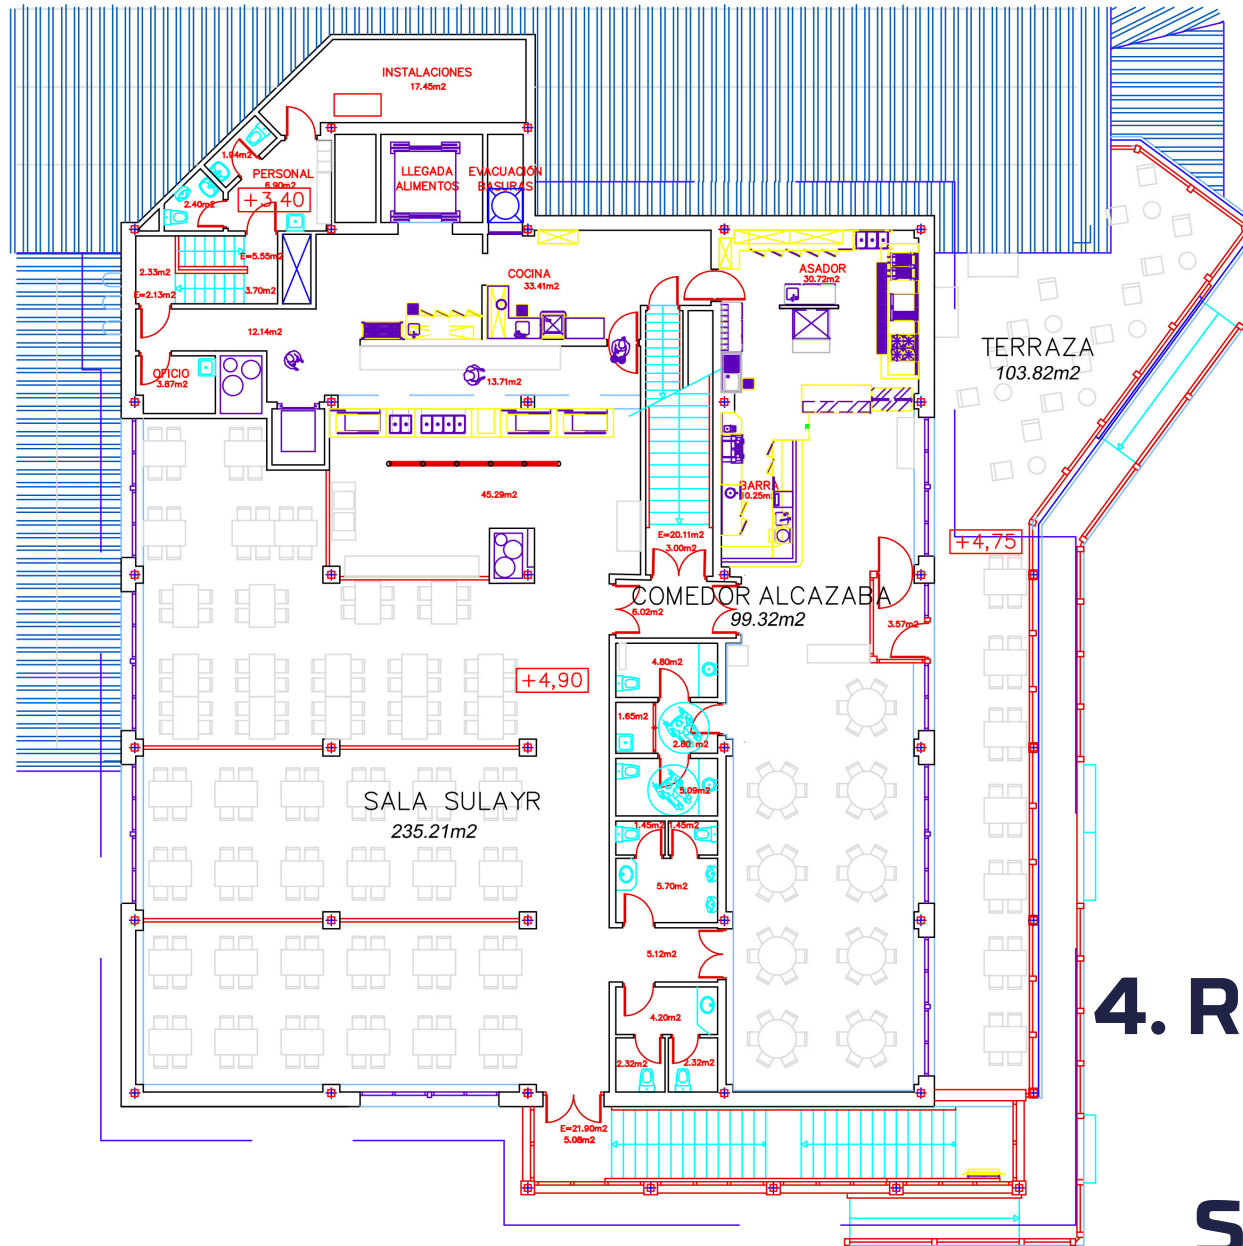 INSTALACIONES
17.45m2
1.94m2
PERSONAL
6.90m2
+3,40
2.40m2
LLEGADA
ALIMENTOS
EVACUACIÓN
BASURAS
E=5.55m2
2.33m2
E=2.13m2
3.70m2
COCINA
33.41m2
ASADOR
30.72m2
12.14m2
TERRAZA
103.82m2
OFICIO
3.87m2
13.71m2
45.29m2
BARRA
10.25m2
E=20.11m2
3.00m2
+4,75
COMEDOR ALCAZABA
99.32m2
6.02m2
3.57m2
4.80m2
+4,90
1.65m2
2.80m2
5.09m2
SALA SULAYR
235.21m2
1.45m2
1.45m2
5.70m2
5.12m2
4. R
4.20m2
2.32m2
2.32m2
E=21.90m2
5.08m2
S